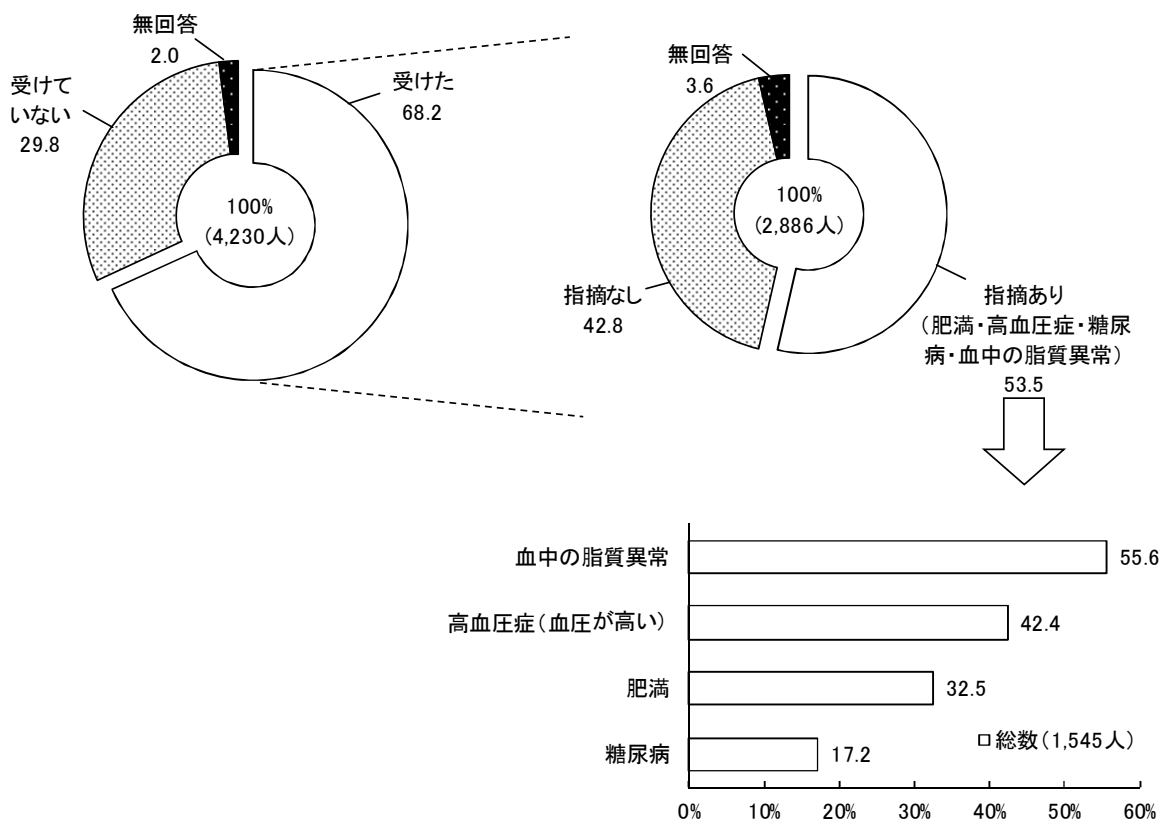 無回答
2.0
受けて
いない
29.8
受けた
68.2
100%
(4,230人)
無回答
3.6
100%
(2,886人)
指摘なし
42.8
指摘あり
(肥満・高血圧症・糖尿
病・血中の脂質異常)
53.5
血中の脂質異常
55.6
高血圧症(血圧が高い)
42.4
肥満
32.5
糖尿病
17.2
総数(1,545人)
0% 10% 20% 30% 40% 50% 60%